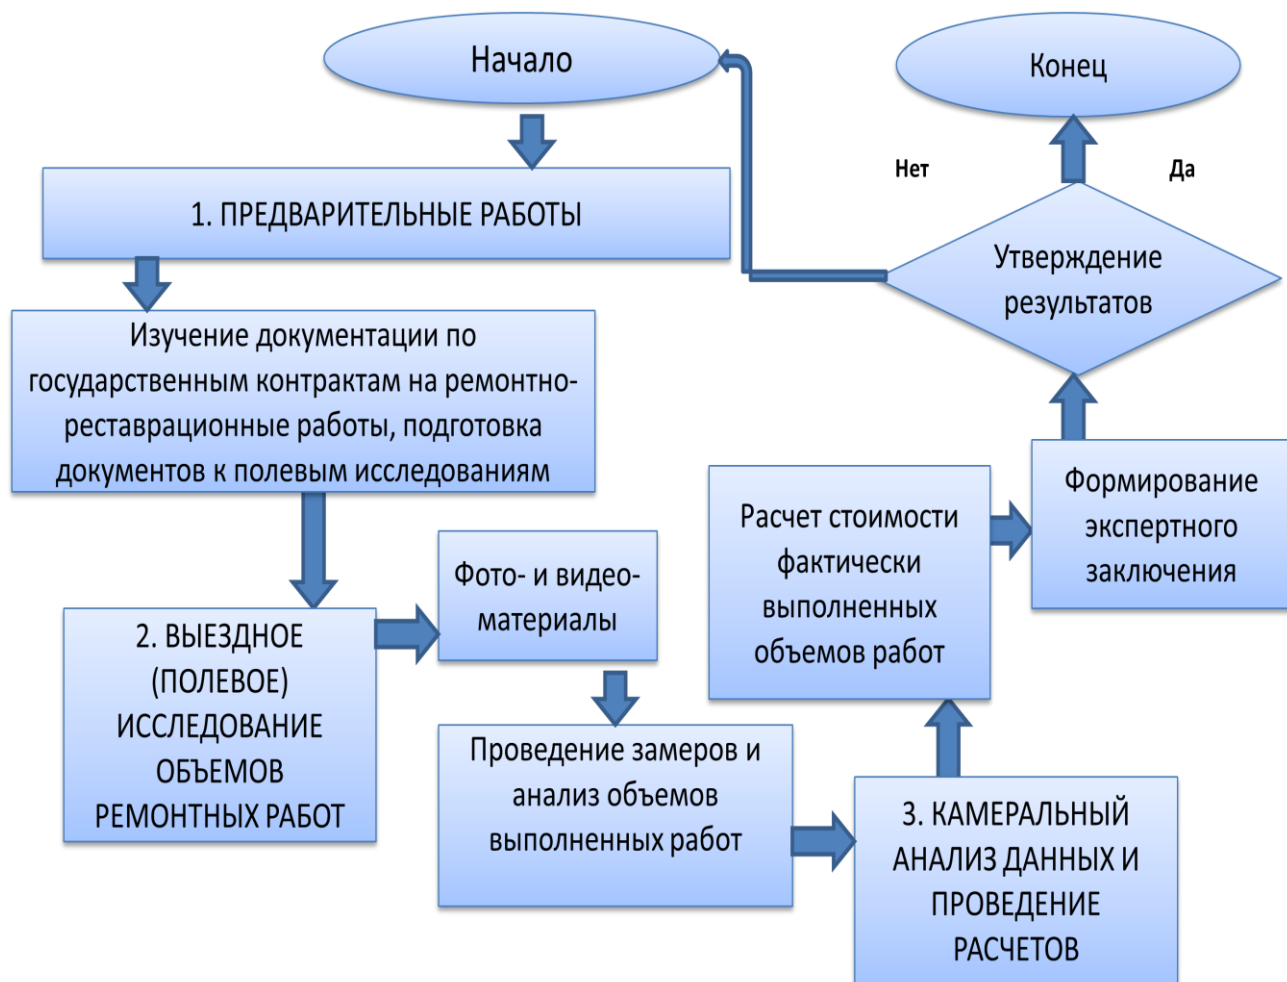 Начало
1. ПРЕДВАРИТЕЛЬНЫЕ РАБОТЫ
Изучение документации по
государственным контрактам на ремонтно-
реставрационные работы, подготовка
документов к полевым исследованиям
2. ВЫЕЗДНОЕ
(ПОЛЕВОЕ)
ИССЛЕДОВАНИЕ
ОБЪЕМОВ
РЕМОНТНЫХ РАБОТ
Фото- и видео-
материалы
Проведение замеров и
анализ объемов
выполненных работ
3. КАМЕРАЛЬНЫЙ
АНАЛИЗ ДАННЫХ И
ПРОВЕДЕНИЕ
РАСЧЕТОВ
Расчет стоимости
фактически
выполненных
объемов работ
Формирование
экспертного
заключения
Утверждение
результатов
Нет
Да
Конец